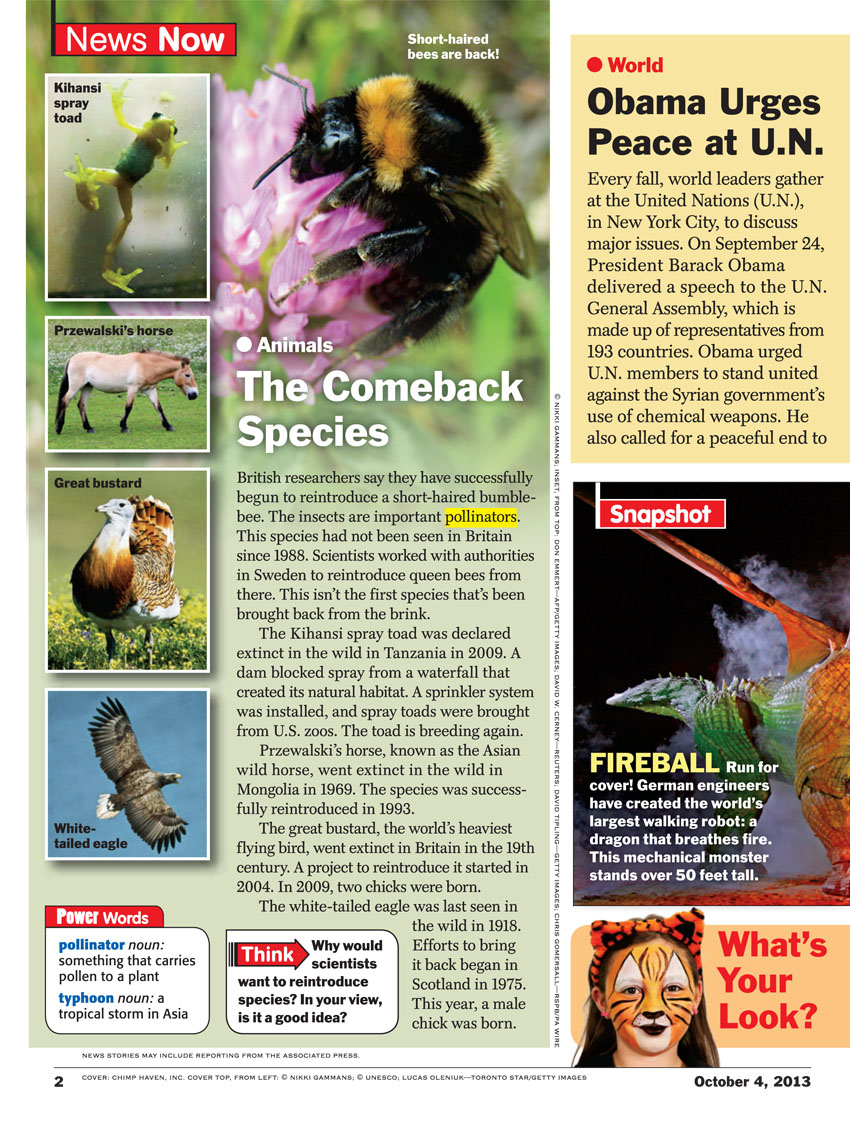 News Now
Short-haired
bees are back!
Kihansi
spray
toad
Przewalski's horse
Great bustard
White-
tailed eagle
Animals
The Comeback
Species
British researchers say they have successfully
begun to reintroduce a short-haired bumble-
bee. The insects are important pollinators.
This species had not been seen in Britain
since 1988. Scientists worked with authorities
in Sweden to reintroduce queen bees from
there. This isn't the first species that's been
brought back from the brink.
The Kihansi spray toad was declared
extinct in the wild in Tanzania in 2009. A
dam blocked spray from a waterfall that
created its natural habitat. A sprinkler system
was installed, and spray toads were brought
from U.S. zoos. The toad is breeding again.
Przewalski's horse, known as the Asian
wild horse, went extinct in the wild in
Mongolia in 1969. The species was success-
fully reintroduced in 1993.
The great bustard, the world's heaviest
flying bird, went extinct in Britain in the 19th
century. A project to reintroduce it started in
2004. In 2009, two chicks were born.
The white-tailed eagle was last seen in
the wild in 1918.
Efforts to bring
it back began in
Scotland in 1975.
This year, a male
chick was born.
Power Words
pollinator noun:
something that carries
pollen to a plant
typhoon noun: a
tropical storm in Asia
Think Why would
scientists
want to reintroduce
species? In your view,
is it a good idea?
© NIKKI GAMMANS; INSET, FROM TOP: DON EMMERT—AFP/GETTY IMAGES; DAVID W. CERNEY—REUTERS; DAVID TIPLING—GETTY IMAGES; CHRIS GOMERSALL—RSPB/PA WIRE
World
Obama Urges
Peace at U.N.
Every fall, world leaders gather
at the United Nations (U.N.),
in New York City, to discuss
major issues. On September 24,
President Barack Obama
delivered a speech to the U.N.
General Assembly, which is
made up of representatives from
193 countries. Obama urged
U.N. members to stand united
against the Syrian government's
use of chemical weapons. He
also called for a peaceful end to
Snapshot
FIREBALL Run for
cover! German engineers
have created the world's
largest walking robot: a
dragon that breathes fire.
This mechanical monster
stands over 50 feet tall.
What's
Your
Look?
NEWS STORIES MAY INCLUDE REPORTING FROM THE ASSOCIATED PRESS.
2
COVER: CHIMP HAVEN, INC. COVER TOP, FROM LEFT: © NIKKI GAMMANS; © UNESCO; LUCAS OLENIUK—TORONTO STAR/GETTY IMAGES
October 4, 2013